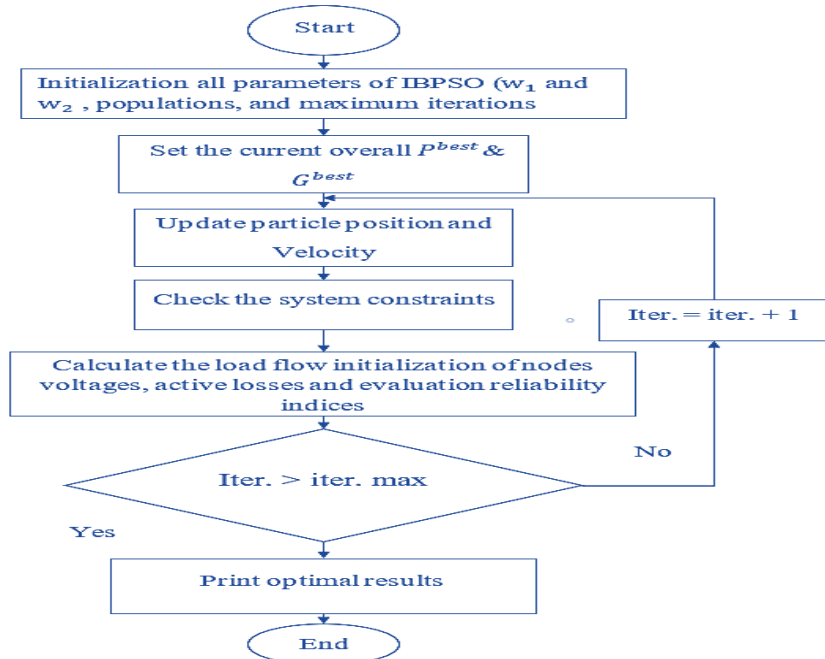 Start
Initialization all parameters of IBPSO (w₁ and
w₂ , populations, and maximum iterations
Set the current overall P^best &
G^best
Update particle position and
Velocity
Check the system constraints
Iter. = iter. + 1
Calculate the load flow initialization of nodes
voltages, active losses and evaluation reliability
indices
No
Iter. > iter. max
Yes
Print optimal results
End